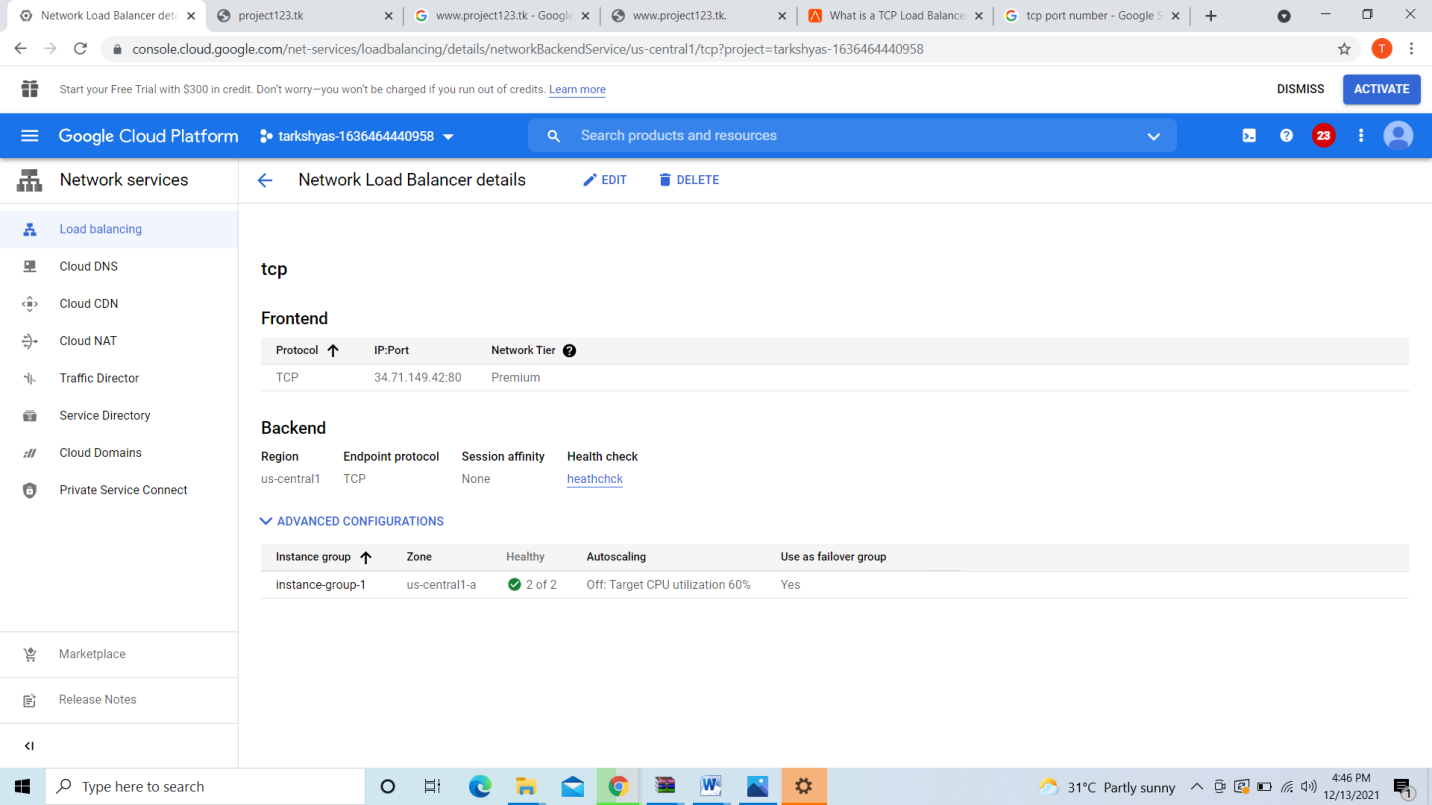 Network Load Balancer deta
project123.tk
www.project123.tk - Google
www.project123.tk.
What is a TCP Load Balance
tcp port number - Google S
console.cloud.google.com/net-services/loadbalancing/details/networkBackendService/us-central1/tcp?project=tarkshyas-1636464440958
T
Start your Free Trial with $300 in credit. Don't worry—you won't be charged if you run out of credits. Learn more
DISMISS
ACTIVATE
Google Cloud Platform
tarkshyas-1636464440958
Search products and resources
23
Network services
Network Load Balancer details
EDIT
DELETE
Load balancing
Cloud DNS
Cloud CDN
Cloud NAT
Traffic Director
Service Directory
Cloud Domains
Private Service Connect
Marketplace
Release Notes
tcp
Frontend
Protocol IP:Port Network Tier
TCP 34.71.149.42:80 Premium
Backend
Region Endpoint protocol Session affinity Health check
us-central1 TCP None heathchck
ADVANCED CONFIGURATIONS
Instance group Zone Healthy Autoscaling Use as failover group
instance-group-1 us-central1-a 2 of 2 Off: Target CPU utilization 60% Yes
Type here to search
31°C Partly sunny
4:46 PM
12/13/2021
1